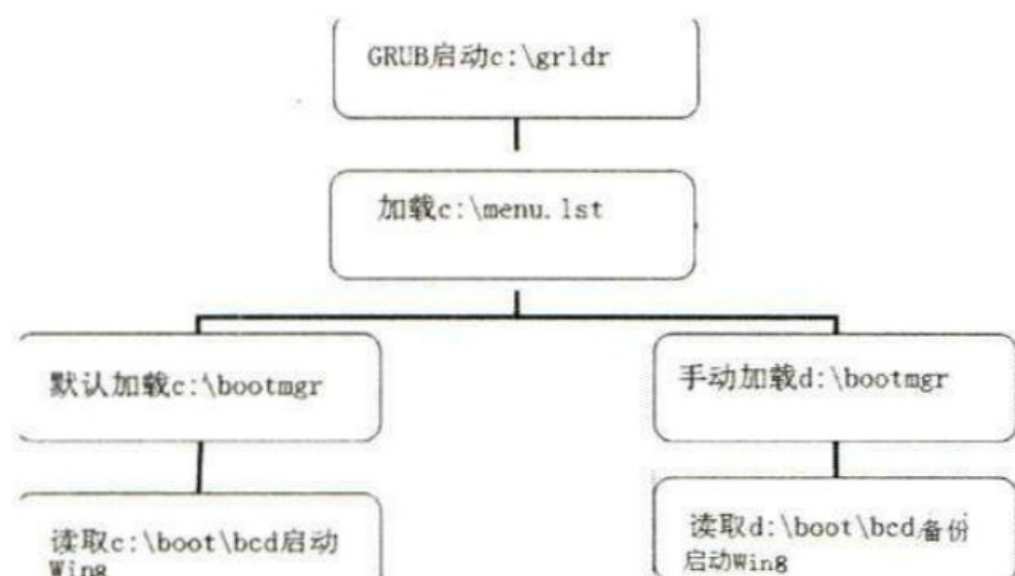 GRUB启动c:\grldr
加载c:\menu.lst
默认加载c:\bootmgr
手动加载d:\bootmgr
读取c:\boot\bcd启动
Wing
读取d:\boot\bcd备份
启动Wing